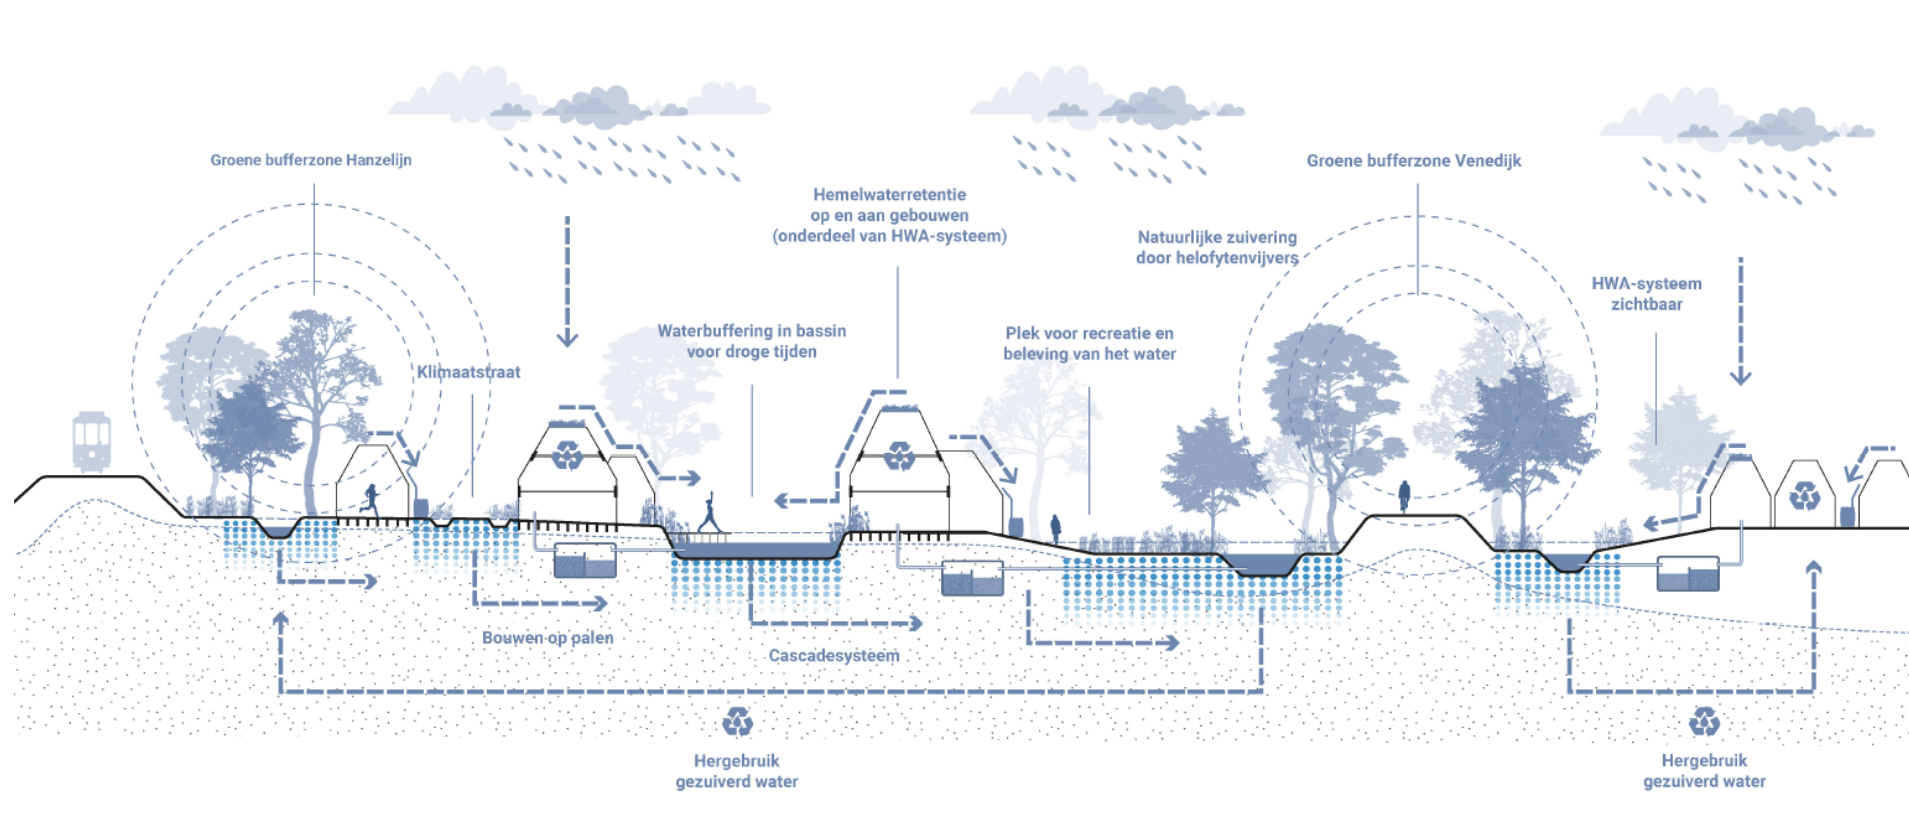 Groene bufferzone Hanzelijn
Klimaatstraat
Waterbuffering in bassin
voor droge tijden
Hemelwaterretentie
op en aan gebouwen
(onderdeel van HWA-systeem)
Plek voor recreatie en
beleving van het water
Natuurlijke zuivering
door helofytenvijvers
Groene bufferzone Venedijk
HWA-systeem
zichtbaar
Bouwen op palen
Cascadesysteem
Hergebruik
gezuiverd water
Hergebruik
gezuiverd water